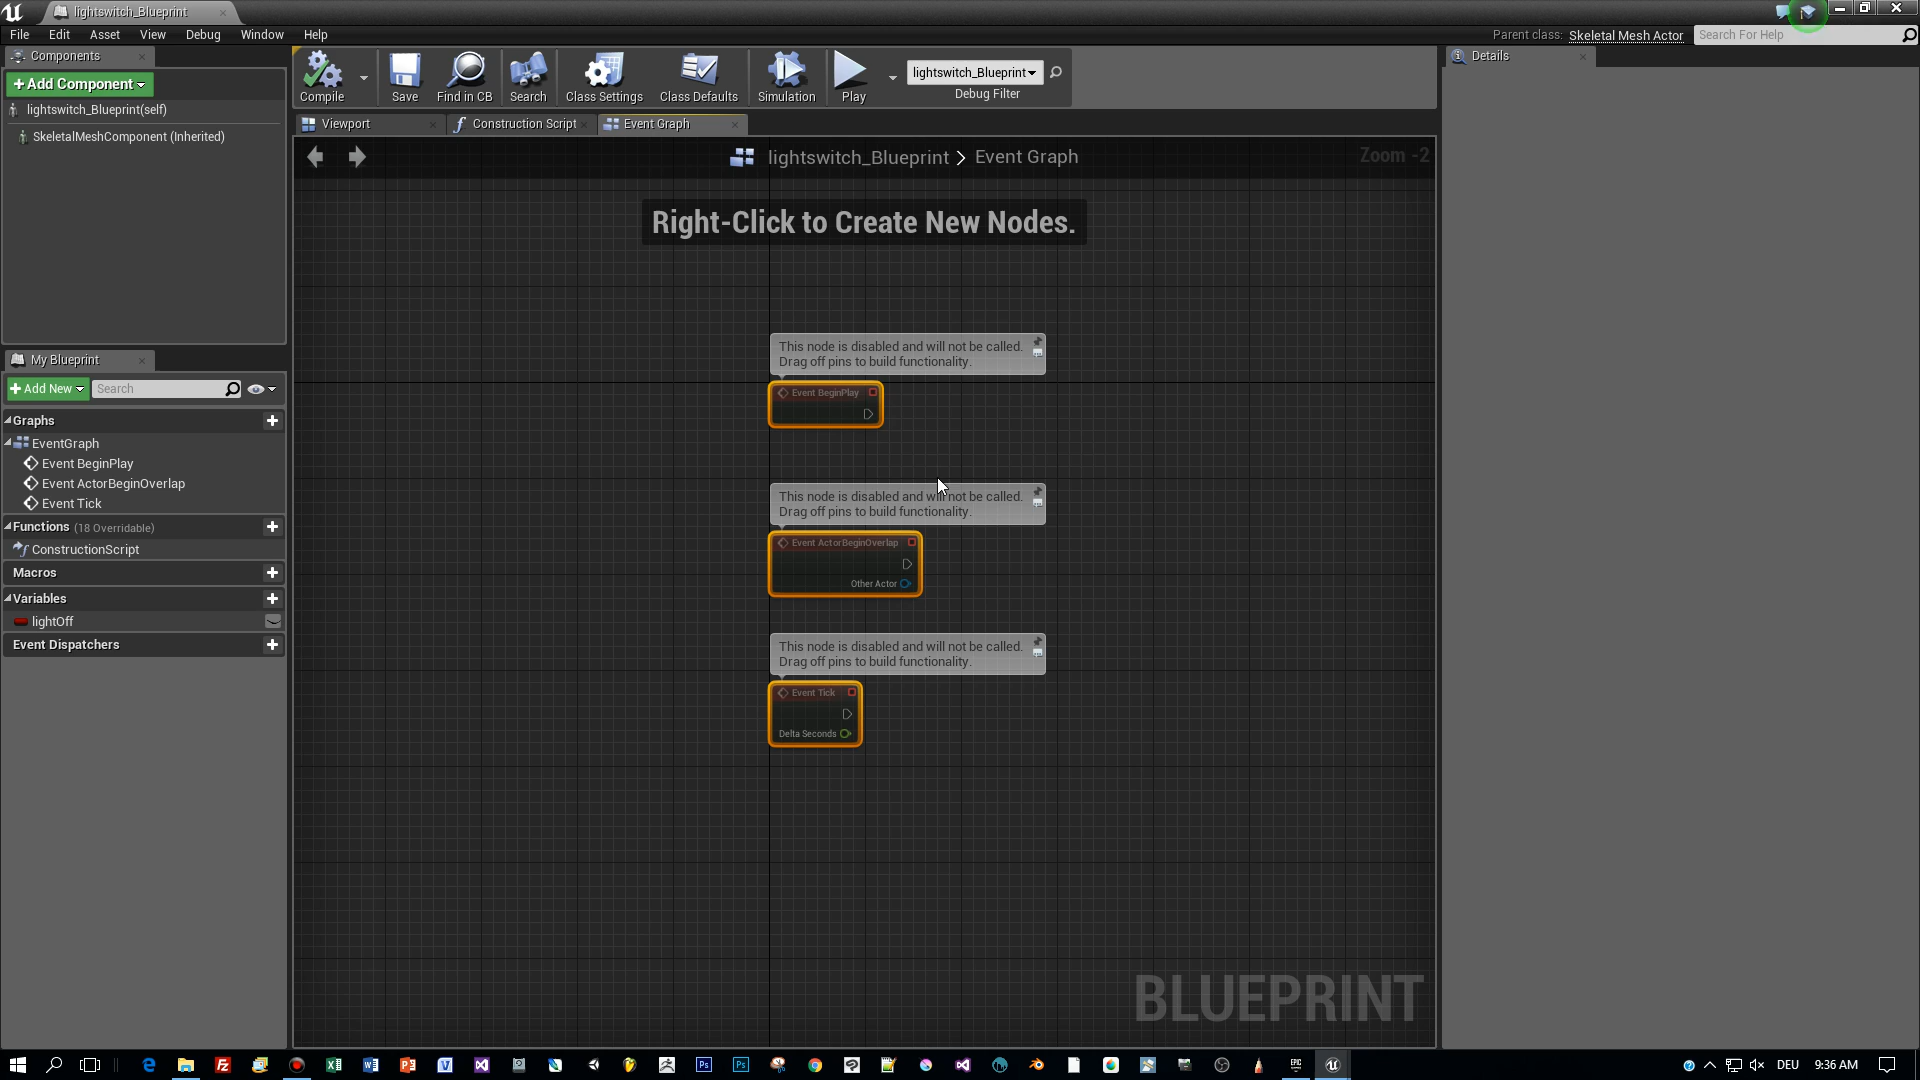 lightswitch_Blueprint
File Edit Asset View Debug Window Help
Parent class: Skeletal Mesh Actor
Search For Help
Components
Add Component
lightswitch_Blueprint(self)
SkeletalMeshComponent (Inherited)
Compile
Save
Find in CB
Search
Class Settings
Class Defaults
Simulation
Play
lightswitch_Blueprint
Debug Filter
Details
Viewport
Construction Script
Event Graph
lightswitch_Blueprint > Event Graph
Zoom -2
Right-Click to Create New Nodes.
This node is disabled and will not be called.
Drag off pins to build functionality.
Event BeginPlay
This node is disabled and will not be called.
Drag off pins to build functionality.
Event ActorBeginOverlap
Other Actor
This node is disabled and will not be called.
Drag off pins to build functionality.
Event Tick
Delta Seconds
BLUEPRINT
My Blueprint
Add New
Search
Graphs
EventGraph
Event BeginPlay
Event ActorBeginOverlap
Event Tick
Functions (18 Overridable)
ConstructionScript
Macros
Variables
lightOff
Event Dispatchers
DEU
9:36 AM